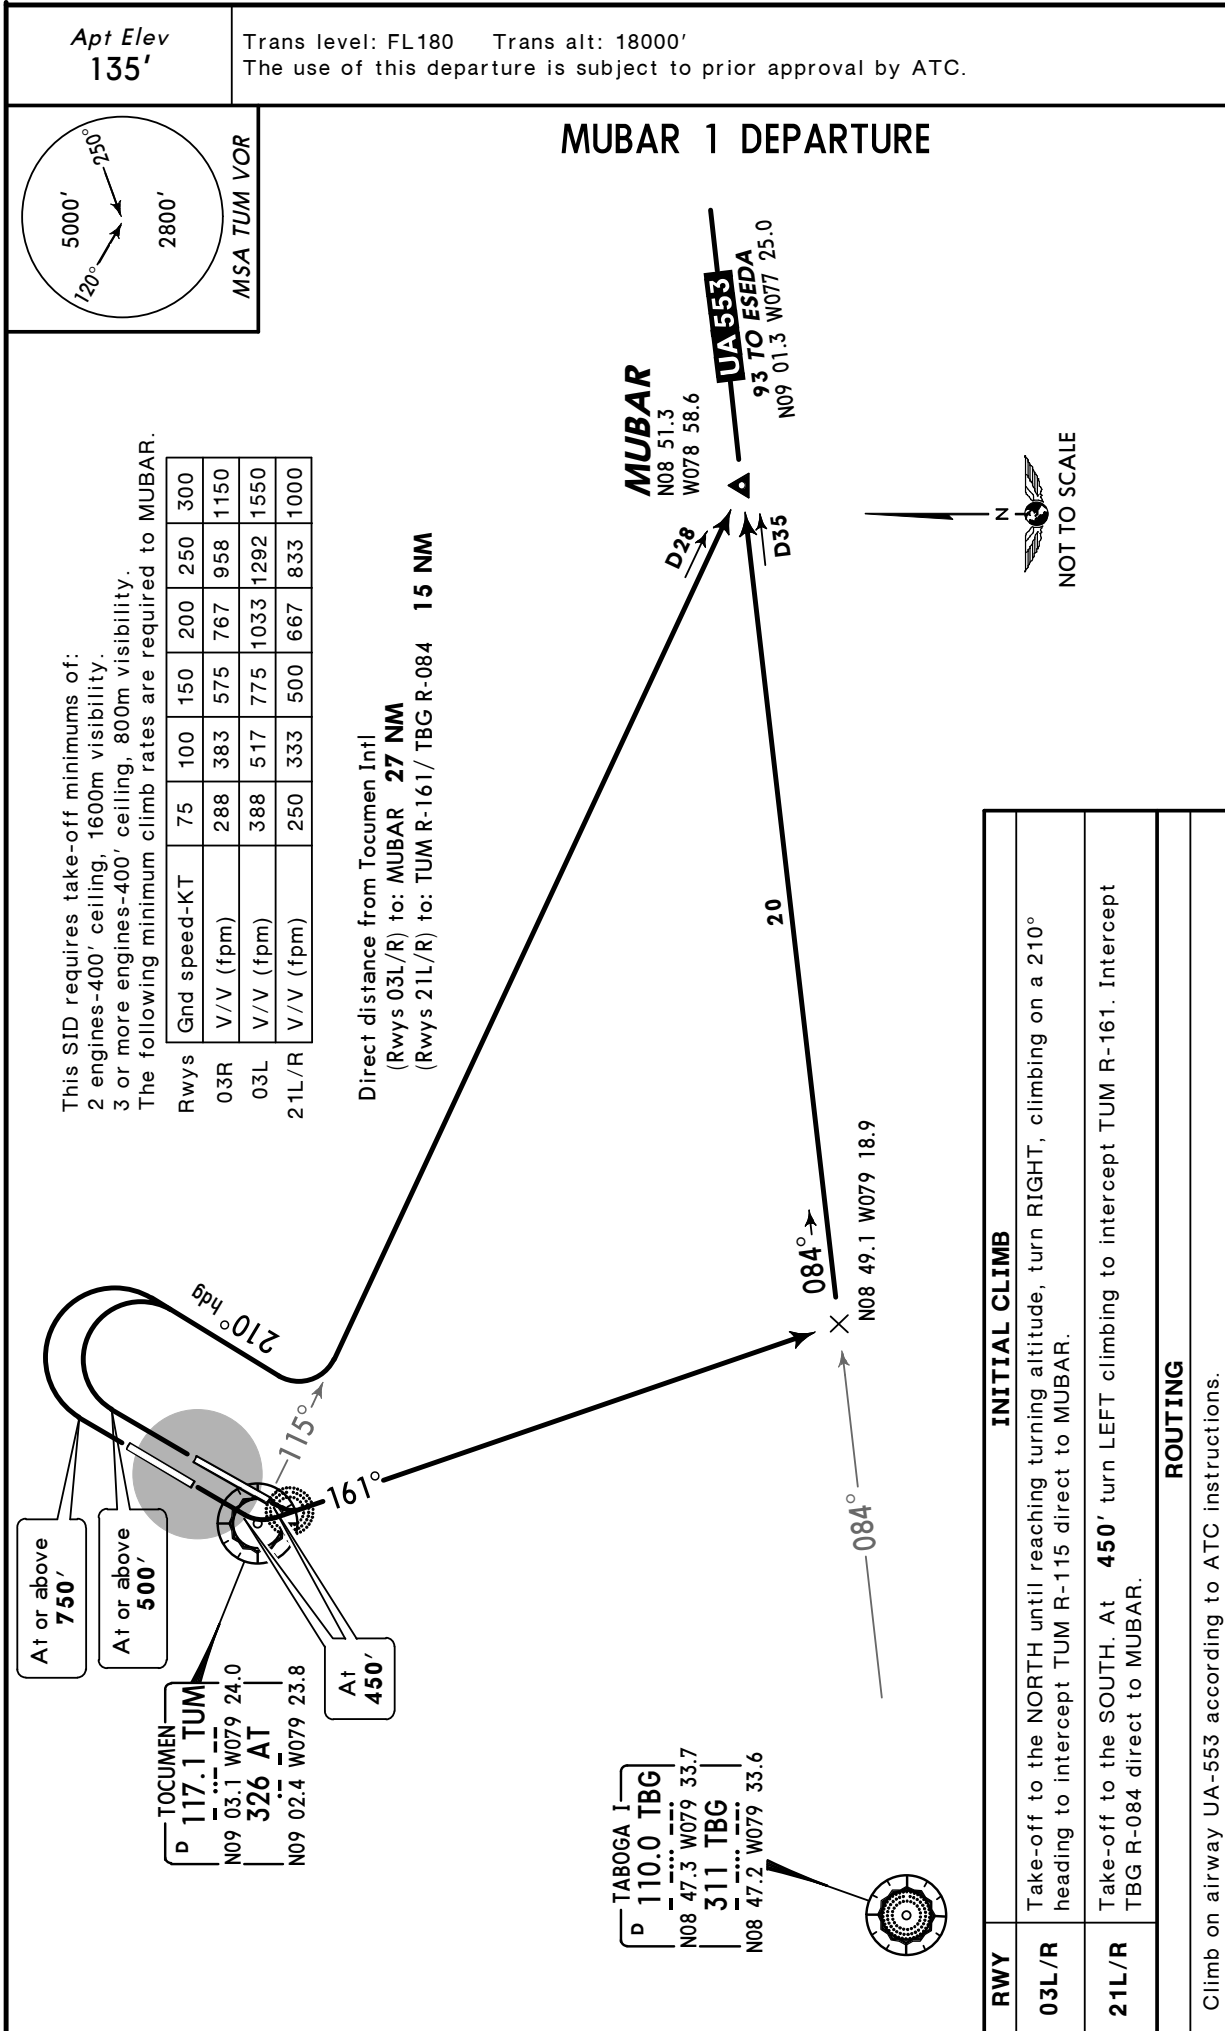 Apt Elev
135'
Trans level: FL180 Trans alt: 18000'
The use of this departure is subject to prior approval by ATC.
MUBAR 1 DEPARTURE
5000'
2800'
120°
250°
MSA TUM VOR
This SID requires take-off minimums of:
2 engines-400' ceiling, 1600m visibility.
3 or more engines-400' ceiling, 800m visibility.
The following minimum climb rates are required to MUBAR.
Rwys Gnd speed-KT 75 100 150 200 250 300
03R V/V (fpm) 288 383 575 767 958 1150
03L V/V (fpm) 388 517 775 1033 1292 1550
21L/R V/V (fpm) 250 333 500 667 833 1000
Direct distance from Tocumen Intl
(Rwys 03L/R) to: MUBAR 27 NM
(Rwys 21L/R) to: TUM R-161/ TBG R-084 15 NM
At or above
750'
At or above
500'
At
450'
210° hdg
115°
161°
TOCUMEN
D 117.1 TUM
N09 03.1 W079 24.0
326 AT
N09 02.4 W079 23.8
TABOGA I
D 110.0 TBG
N08 47.3 W079 33.7
311 TBG
N08 47.2 W079 33.6
084°
084°
N08 49.1 W079 18.9
20
D28
D35
MUBAR
N08 51.3
W078 58.6
UA553
93 TO ESEDA
N09 01.3 W077 25.0
N
NOT TO SCALE
RWY INITIAL CLIMB
03L/R Take-off to the NORTH until reaching turning altitude, turn RIGHT, climbing on a 210°
heading to intercept TUM R-115 direct to MUBAR.
21L/R Take-off to the SOUTH. At 450' turn LEFT climbing to intercept TUM R-161. Intercept
TBG R-084 direct to MUBAR.
ROUTING
Climb on airway UA-553 according to ATC instructions.